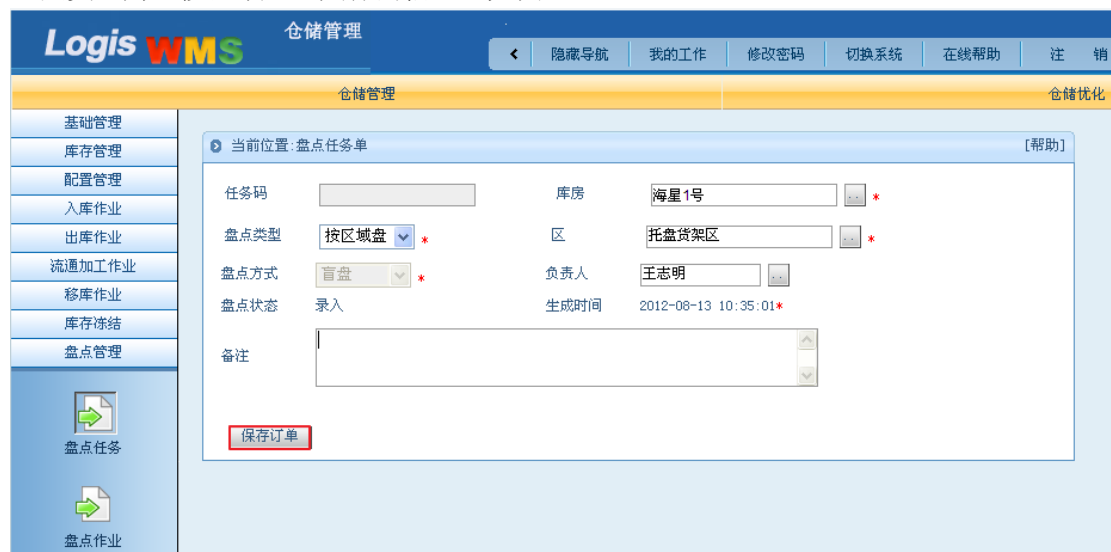 Logis WMS 仓储管理
隐藏导航 我的工作 修改密码 切换系统 在线帮助 注 销
仓储管理 仓储优化
基础管理
库存管理
配置管理
入库作业
出库作业
流通加工作业
移库作业
库存冻结
盘点管理
盘点任务
盘点作业
当前位置:盘点任务单 [帮助]
任务码 库房 海星1号 .. *
盘点类型 按区域盘 * 区 托盘货架区 .. *
盘点方式 盲盘 * 负责人 王志明 ..
盘点状态 录入 生成时间 2012-08-13 10:35:01*
备注
保存订单